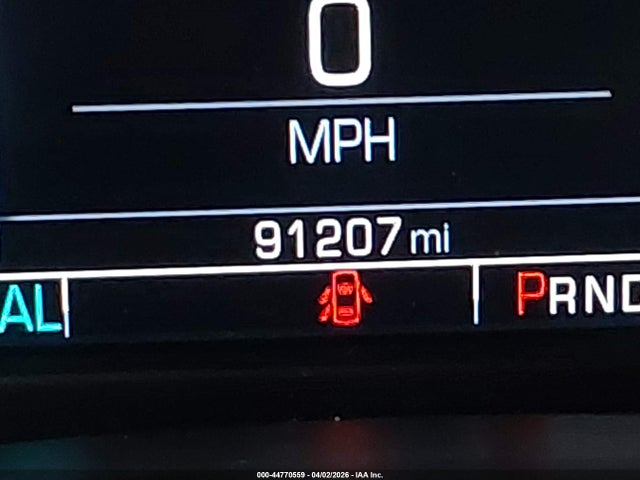 0
MPH
91207 mi
AL PRND
000-44770559 - 04/02/2026 - IAA Inc.